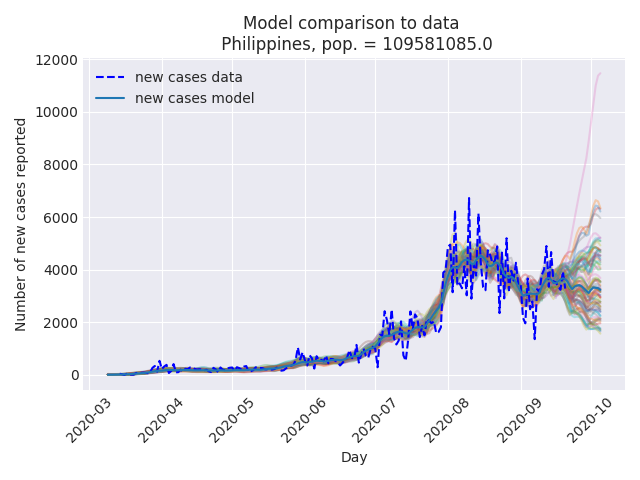 Model comparison to data
Philippines, pop. = 109581085.0
new cases data
new cases model
Number of new cases reported
12000
10000
8000
6000
4000
2000
0
2020-03
2020-04
2020-05
2020-06
2020-07
2020-08
2020-09
2020-10
Day